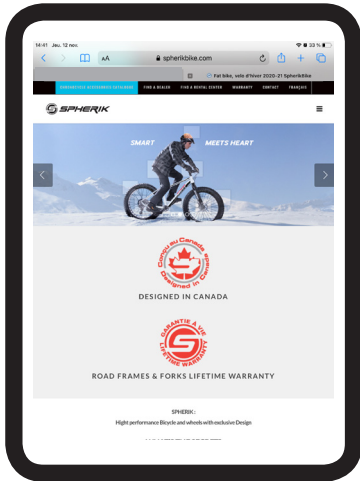 14:41 Jeu. 12 nov.
33 %
AA
spherikbike.com
Fat bike, velo d'hiver 2020-21 SpherikBike
FIND A DEALER FIND A RENTAL CENTER WARRANTY CONTACT FRANÇAIS
SPHERIK
SMART MEETS HEART
Conçu au Canada
Designed in Canada
DESIGNED IN CANADA
GARANTIE À VIE
LIFETIME WARRANTY
ROAD FRAMES & FORKS LIFETIME WARRANTY
SPHERIK :
Hight performance Bicycle and wheels with exclusive Design